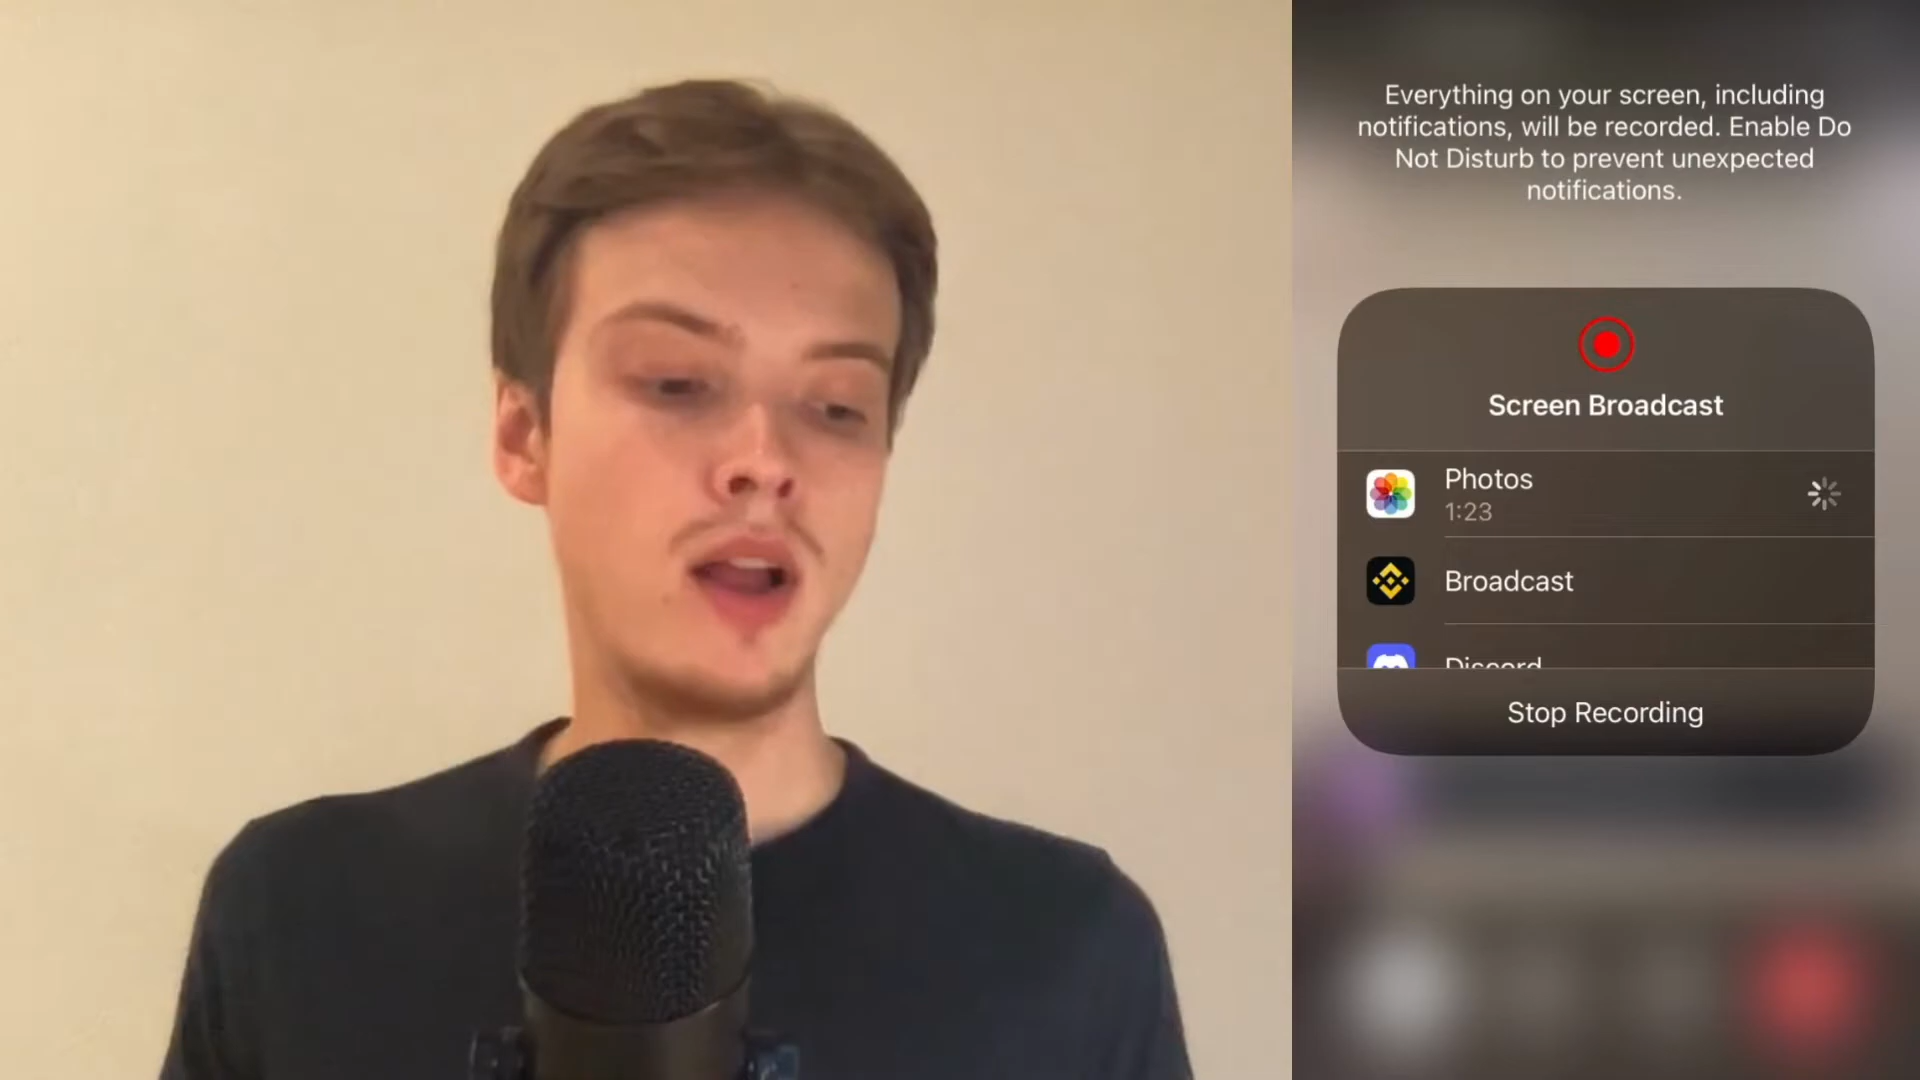 Everything on your screen, including
notifications, will be recorded. Enable Do
Not Disturb to prevent unexpected
notifications.
Screen Broadcast
Photos
1:23
Broadcast
Discord
Stop Recording